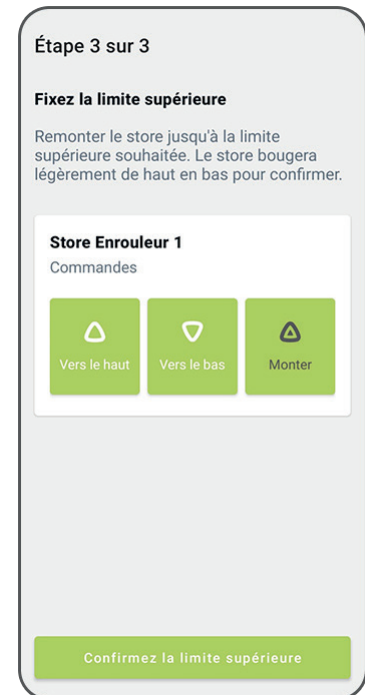 Étape 3 sur 3
Fixez la limite supérieure
Remonter le store jusqu'à la limite
supérieure souhaitée. Le store bougera
légèrement de haut en bas pour confirmer.
Store Enrouleur 1
Commandes
Vers le haut
Vers le bas
Monter
Confirmez la limite supérieure